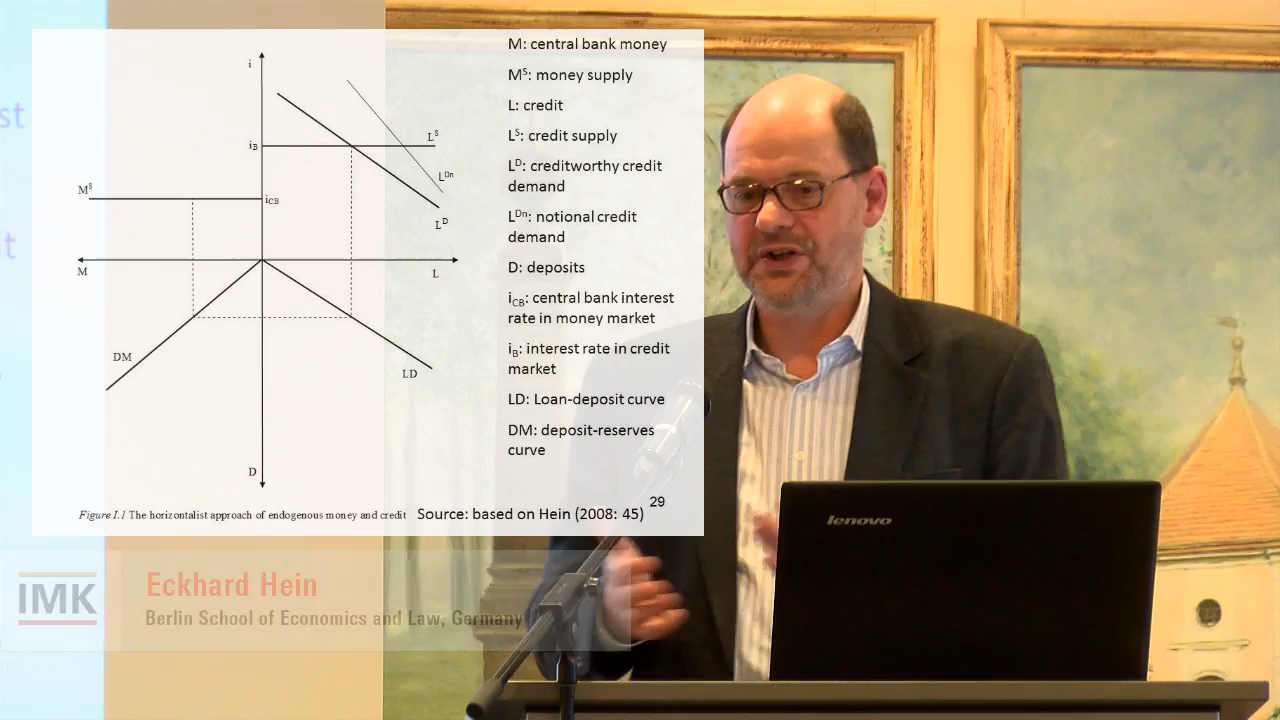 st
t
i
i_B
L^S
L^Dn
M^S
i_CB
L^D
M
L
DM
LD
D
M: central bank money
M^S: money supply
L: credit
L^S: credit supply
L^D: creditworthy credit
demand
L^Dn: notional credit
demand
D: deposits
i_CB: central bank interest
rate in money market
i_B: interest rate in credit
market
LD: Loan-deposit curve
DM: deposit-reserves
curve
29
Figure I.1 The horizontalist approach of endogenous money and credit
Source: based on Hein (2008: 45)
IMK
Eckhard Hein
Berlin School of Economics and Law, Germany
lenovo